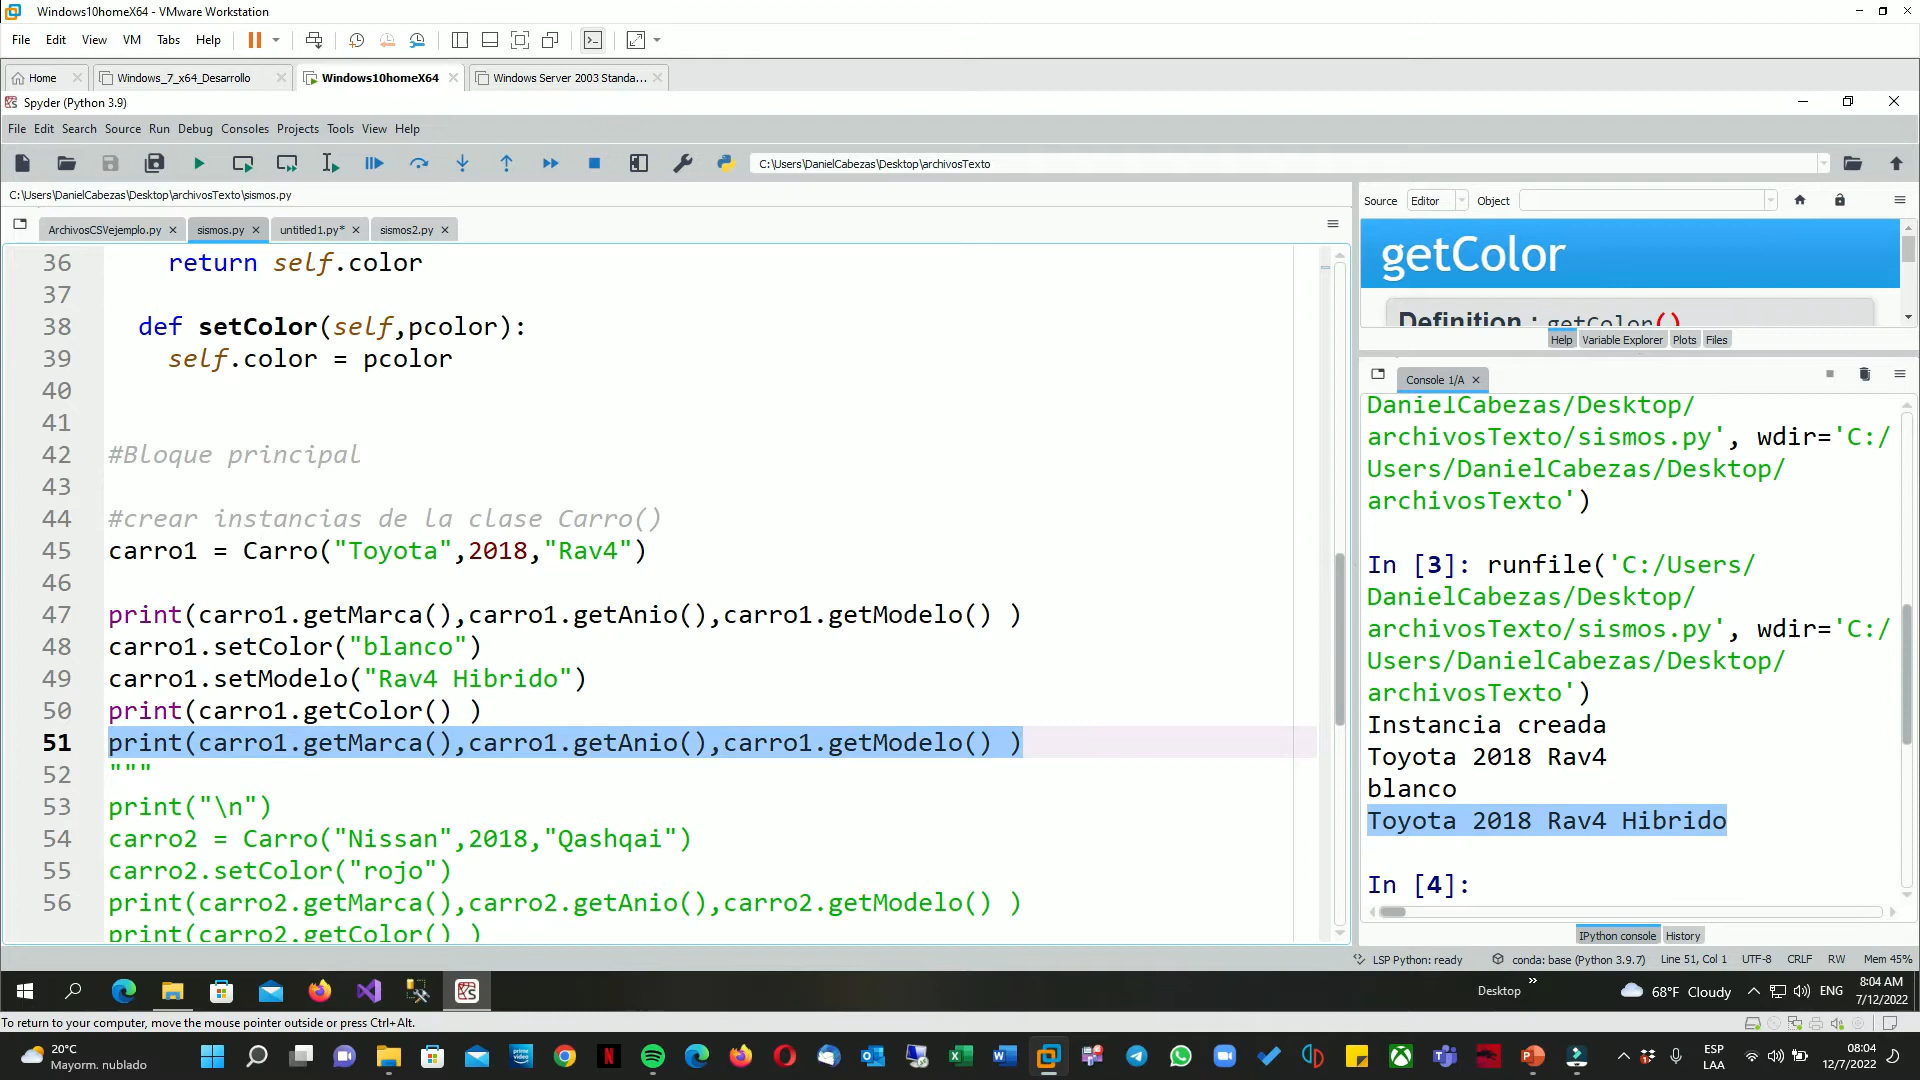 Windows10homeX64 - VMware Workstation
File Edit View VM Tabs Help
Home Windows_7_x64_Desarrollo Windows10homeX64 Windows Server 2003 Standa...
Spyder (Python 3.9)
File Edit Search Source Run Debug Consoles Projects Tools View Help
C:\Users\DanielCabezas\Desktop\archivosTexto
C:\Users\DanielCabezas\Desktop\archivosTexto\sismos.py
ArchivosCSVejemplo.py sismos.py untitled1.py* sismos2.py
36 return self.color
37
38 def setColor(self,pcolor):
39 self.color = pcolor
40
41
42 #Bloque principal
43
44 #crear instancias de la clase Carro()
45 carro1 = Carro("Toyota",2018,"Rav4")
46
47 print(carro1.getMarca(),carro1.getAnio(),carro1.getModelo() )
48 carro1.setColor("blanco")
49 carro1.setModelo("Rav4 Hibrido")
50 print(carro1.getColor() )
51 print(carro1.getMarca(),carro1.getAnio(),carro1.getModelo() )
52 """
53 print("\n")
54 carro2 = Carro("Nissan",2018,"Qashqai")
55 carro2.setColor("rojo")
56 print(carro2.getMarca(),carro2.getAnio(),carro2.getModelo() )
print(carro2.getColor() )
Source Editor Object
getColor
Definition : getColor()
Help Variable Explorer Plots Files
Console 1/A
DanielCabezas/Desktop/
archivosTexto/sismos.py', wdir='C:/
Users/DanielCabezas/Desktop/
archivosTexto')
In [3]: runfile('C:/Users/
DanielCabezas/Desktop/
archivosTexto/sismos.py', wdir='C:/
Users/DanielCabezas/Desktop/
archivosTexto')
Instancia creada
Toyota 2018 Rav4
blanco
Toyota 2018 Rav4 Hibrido
In [4]:
IPython console History
LSP Python: ready conda: base (Python 3.9.7) Line 51, Col 1 UTF-8 CRLF RW Mem 45%
Desktop 68°F Cloudy ENG 8:04 AM
7/12/2022
To return to your computer, move the mouse pointer outside or press Ctrl+Alt.
20°C
Mayorm. nublado
ESP
LAA
08:04
12/7/2022